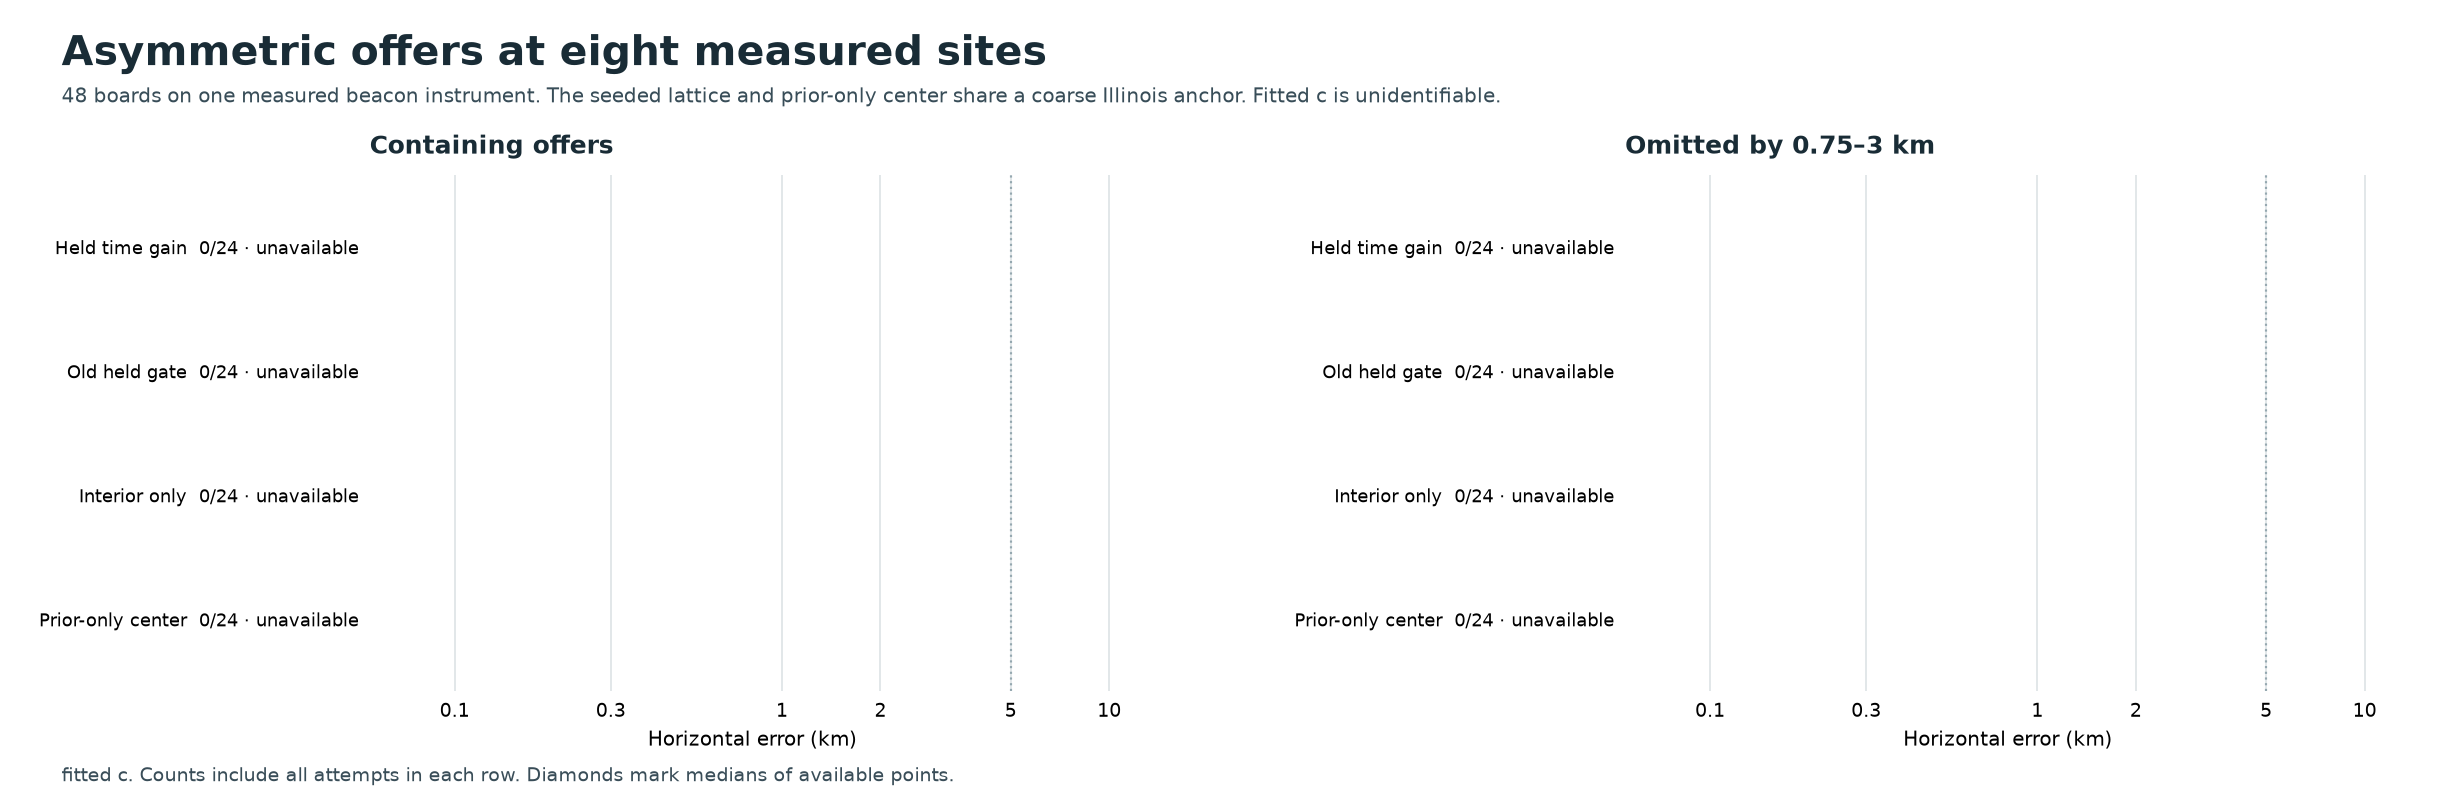 Asymmetric offers at eight measured sites
48 boards on one measured beacon instrument. The seeded lattice and prior-only center share a coarse Illinois anchor. Fitted c is unidentifiable.
Containing offers
Held time gain 0/24 · unavailable
Old held gate 0/24 · unavailable
Interior only 0/24 · unavailable
Prior-only center 0/24 · unavailable
0.1 0.3 1 2 5 10
Horizontal error (km)
Omitted by 0.75–3 km
Held time gain 0/24 · unavailable
Old held gate 0/24 · unavailable
Interior only 0/24 · unavailable
Prior-only center 0/24 · unavailable
0.1 0.3 1 2 5 10
Horizontal error (km)
fitted c. Counts include all attempts in each row. Diamonds mark medians of available points.